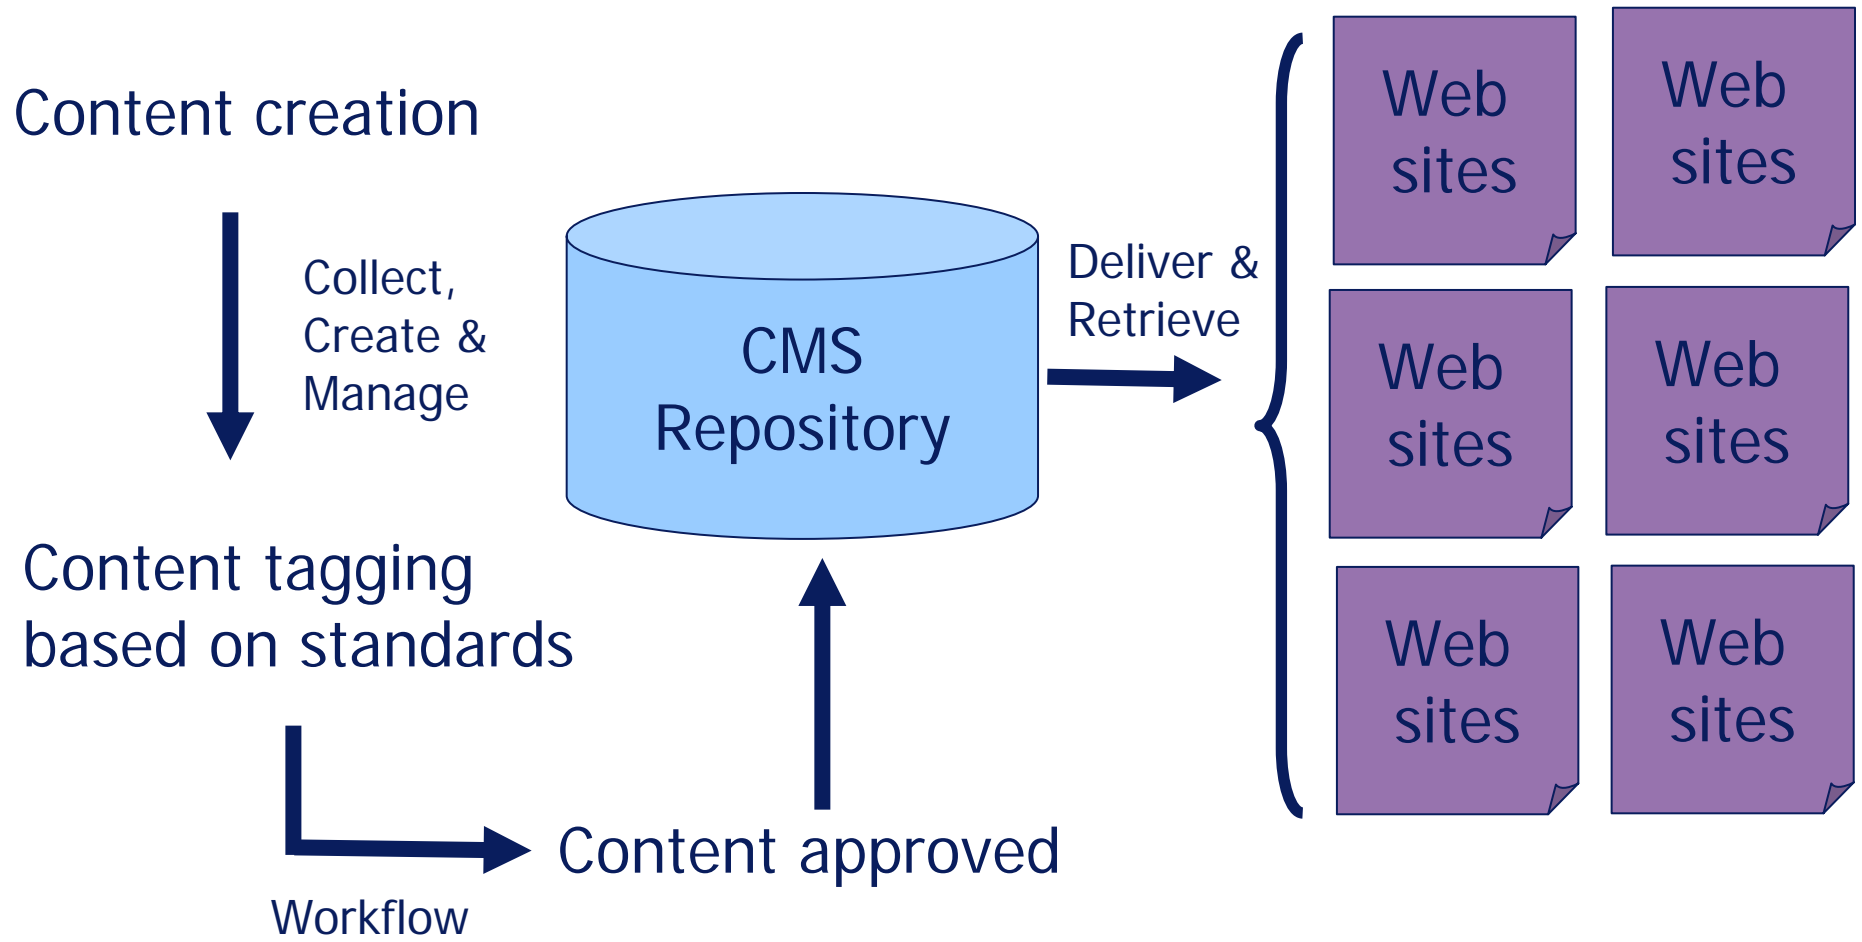 Content creation
Collect,
Create &
Manage
Content tagging
based on standards
Workflow
Content approved
CMS
Repository
Deliver &
Retrieve
Web
sites
Web
sites
Web
sites
Web
sites
Web
sites
Web
sites